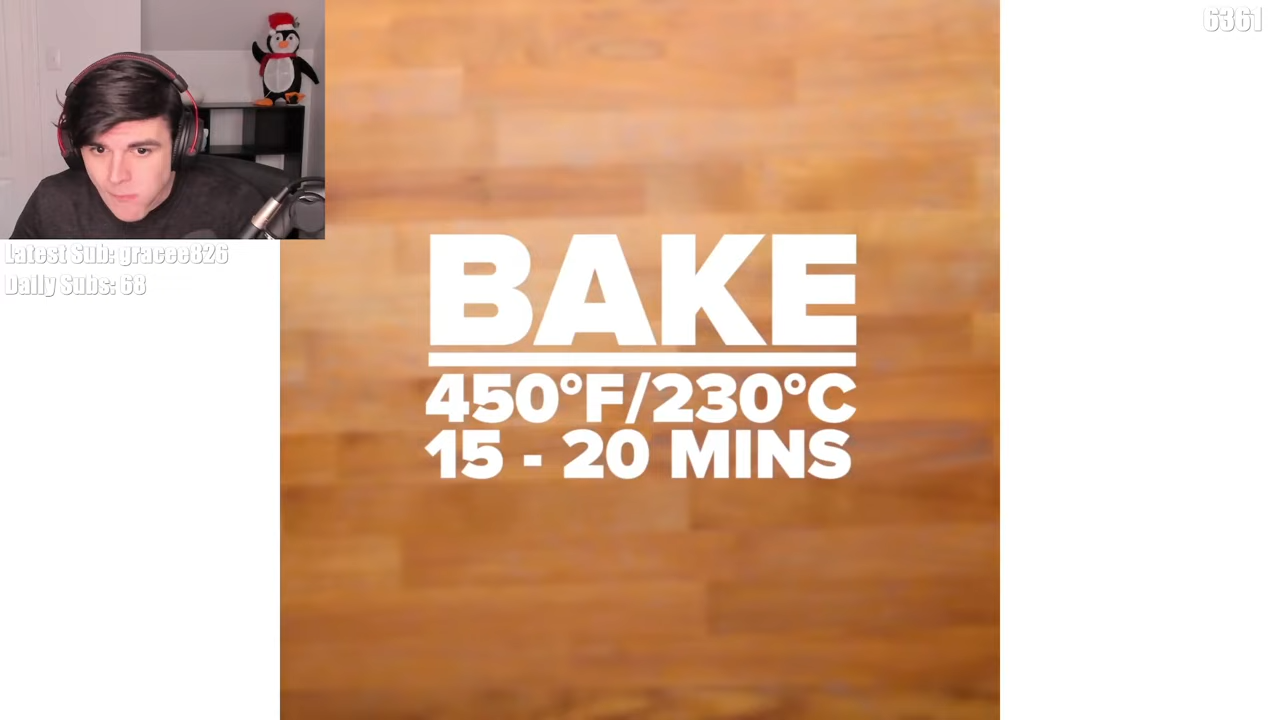 6361
Latest Sub: gracee826
Daily Subs: 68
BAKE
450°F/230°C
15 - 20 MINS